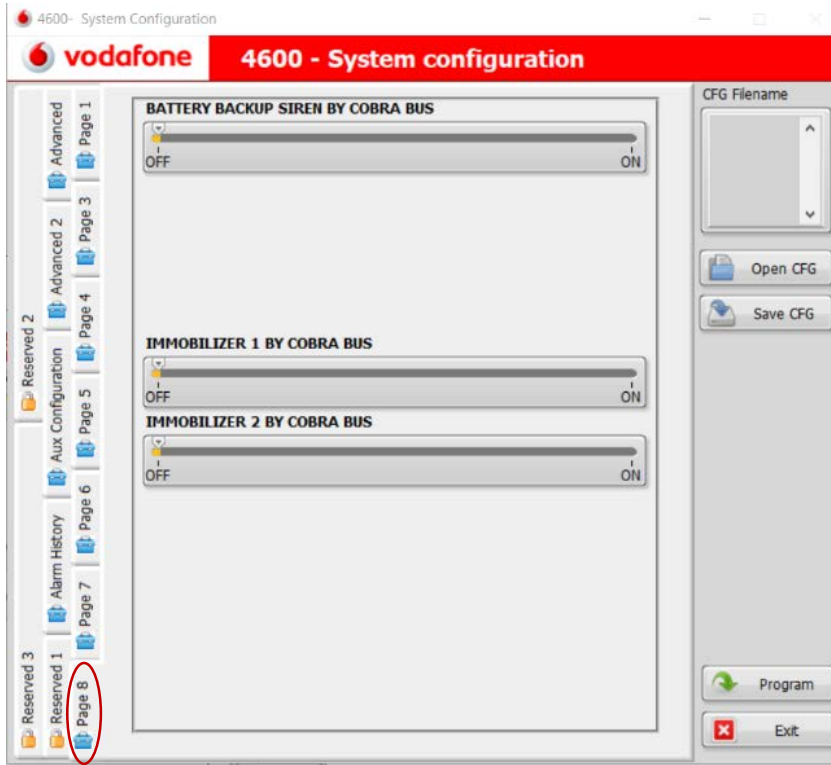 4600- System Configuration
vodafone
4600 - System configuration
Reserved 2
Reserved 3
Advanced
Advanced 2
Aux Configuration
Alarm History
Reserved 1
Page 1
Page 3
Page 4
Page 5
Page 6
Page 7
Page 8
BATTERY BACKUP SIREN BY COBRA BUS
OFF ON
IMMOBILIZER 1 BY COBRA BUS
OFF ON
IMMOBILIZER 2 BY COBRA BUS
OFF ON
CFG Filename
Open CFG
Save CFG
Program
Exit